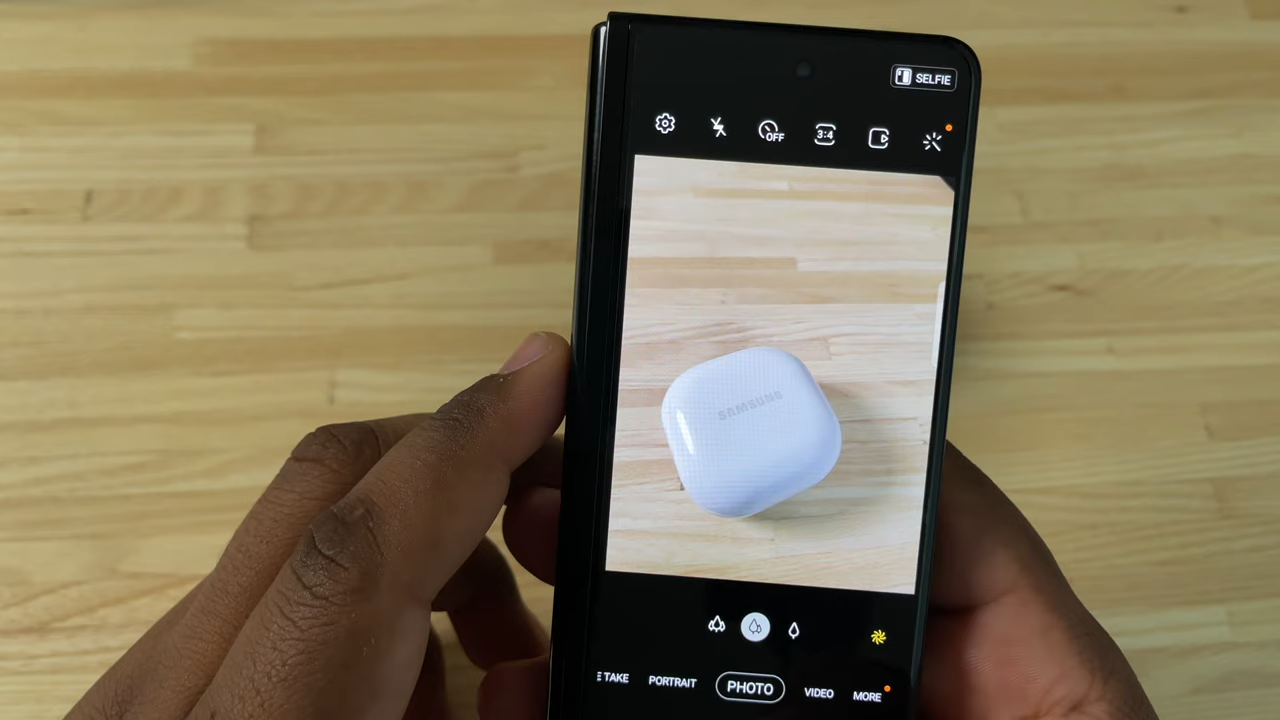 SELFIE
OFF
3:4
SAMSUNG
E TAKE PORTRAIT PHOTO VIDEO MORE